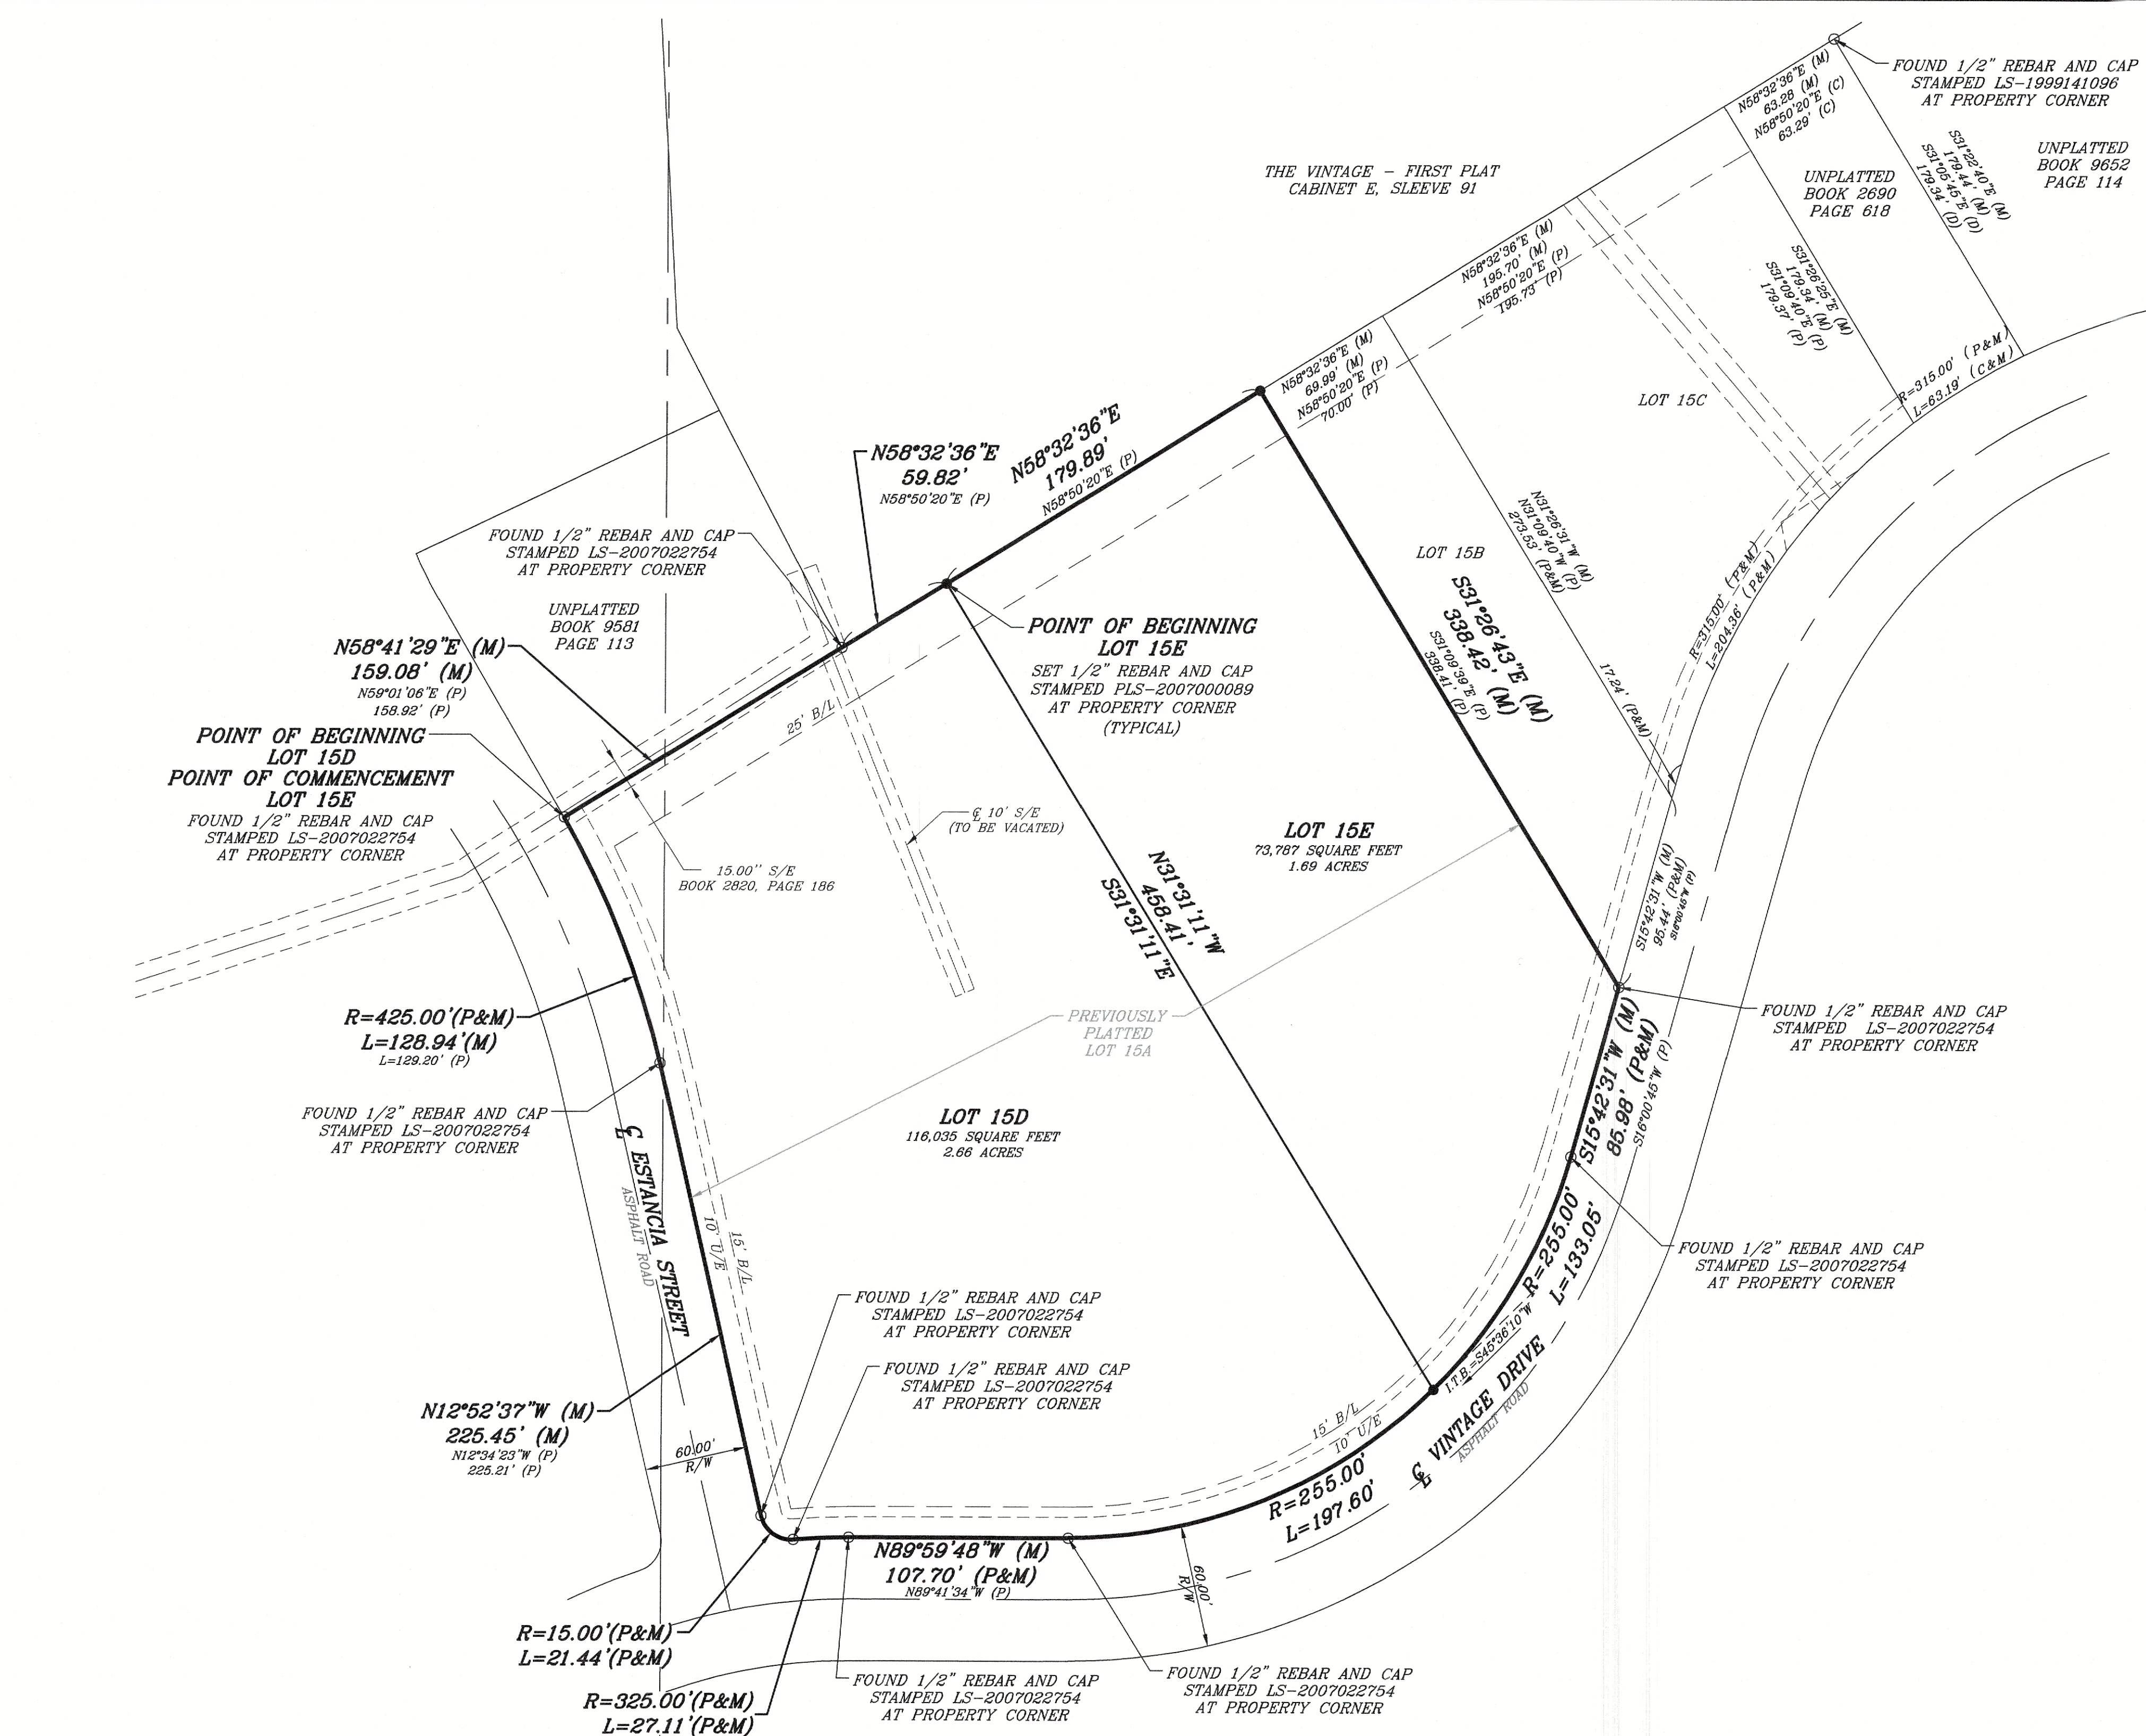 N58°32'36"E (M)
63.28 (M)
N58°50'20"E (C)
63.29' (C)
FOUND 1/2" REBAR AND CAP
STAMPED LS-1999141096
AT PROPERTY CORNER
S31°22'40"E (M)
179.44' (M)
S31°05'45"E (D)
179.34' (D)
UNPLATTED
BOOK 9652
PAGE 114
THE VINTAGE - FIRST PLAT
CABINET E, SLEEVE 91
UNPLATTED
BOOK 2690
PAGE 618
N58°32'36"E (M)
195.70' (M)
N58°50'20"E (P)
195.73' (P)
S31°26'25"E (M)
179.34' (M)
S31°09'40"E (P)
179.37' (P)
N58°32'36"E (M)
69.99' (M)
N58°50'20"E (P)
70.00' (P)
R=315.00' (P&M)
L=63.19' (C&M)
LOT 15C
N58°32'36"E
59.82'
N58°50'20"E (P)
N58°32'36"E
179.89'
N58°50'20"E (P)
FOUND 1/2" REBAR AND CAP
STAMPED LS-2007022754
AT PROPERTY CORNER
UNPLATTED
BOOK 9581
PAGE 113
LOT 15B
N31°26'31"W (M)
N31°09'40"W (P)
273.53' (P&M)
R=315.00' (P&M)
L=204.36' (P&M)
N58°41'29"E (M)
159.08' (M)
N59°01'06"E (P)
158.92' (P)
POINT OF BEGINNING
LOT 15E
SET 1/2" REBAR AND CAP
STAMPED PLS-2007000089
AT PROPERTY CORNER
(TYPICAL)
S31°26'43"E (M)
338.42' (M)
S31°09'39"E (P)
338.41' (P)
17.24' (P&M)
25' B/L
POINT OF BEGINNING
LOT 15D
POINT OF COMMENCEMENT
LOT 15E
FOUND 1/2" REBAR AND CAP
STAMPED LS-2007022754
AT PROPERTY CORNER
℄ 10' S/E
(TO BE VACATED)
15.00" S/E
BOOK 2820, PAGE 186
LOT 15E
73,787 SQUARE FEET
1.69 ACRES
N31°31'11"W
458.41'
S31°31'11"E
S15°42'31"W (M)
95.44' (P&M)
S16°00'45"W (P)
R=425.00'(P&M)
L=128.94'(M)
L=129.20' (P)
PREVIOUSLY
PLATTED
LOT 15A
FOUND 1/2" REBAR AND CAP
STAMPED LS-2007022754
AT PROPERTY CORNER
S15°42'31"W (M)
85.98' (P&M)
S16°00'45"W (P)
FOUND 1/2" REBAR AND CAP
STAMPED LS-2007022754
AT PROPERTY CORNER
LOT 15D
116,035 SQUARE FEET
2.66 ACRES
℄ ESTANCIA STREET
ASPHALT ROAD
15' B/L
10' U/E
R=255.00'
L=133.05'
FOUND 1/2" REBAR AND CAP
STAMPED LS-2007022754
AT PROPERTY CORNER
FOUND 1/2" REBAR AND CAP
STAMPED LS-2007022754
AT PROPERTY CORNER
FOUND 1/2" REBAR AND CAP
STAMPED LS-2007022754
AT PROPERTY CORNER
I.T.B.=S45°36'10"W
℄ VINTAGE DRIVE
ASPHALT ROAD
N12°52'37"W (M)
225.45' (M)
N12°34'23"W (P)
225.21' (P)
60.00'
R/W
15' B/L
10' U/E
R=255.00'
L=197.60'
N89°59'48"W (M)
107.70' (P&M)
N89°41'34"W (P)
60.00'
R/W
R=15.00'(P&M)
L=21.44'(P&M)
R=325.00'(P&M)
L=27.11'(P&M)
FOUND 1/2" REBAR AND CAP
STAMPED LS-2007022754
AT PROPERTY CORNER
FOUND 1/2" REBAR AND CAP
STAMPED LS-2007022754
AT PROPERTY CORNER